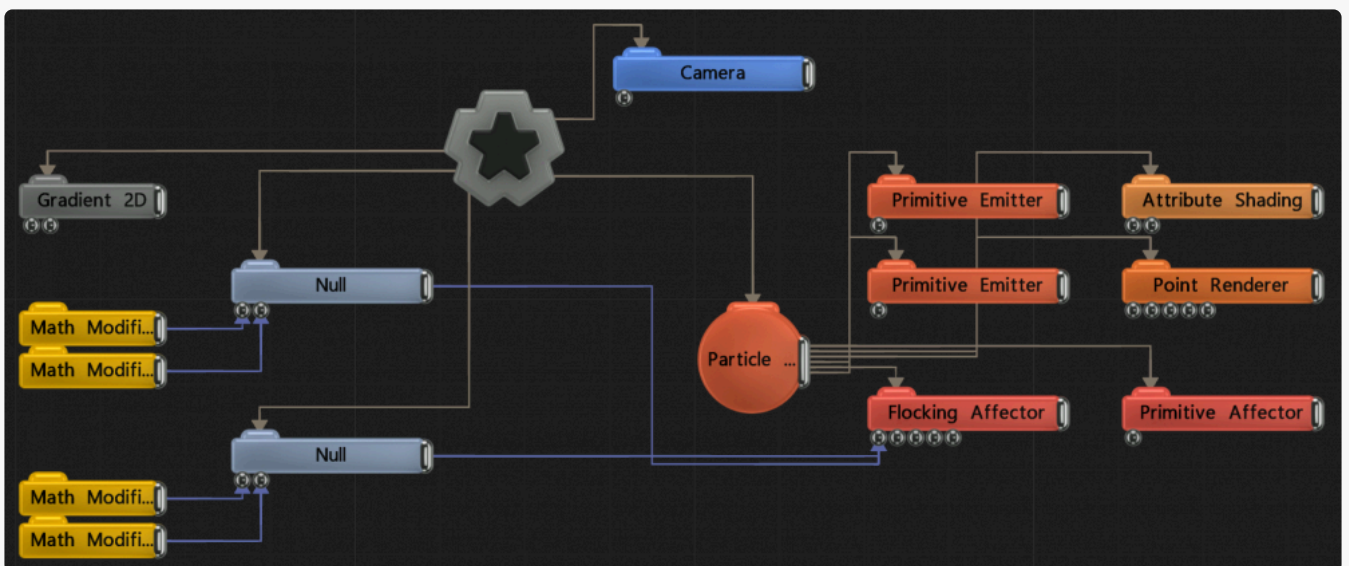 Camera
Gradient 2D
Primitive Emitter
Attribute Shading
Null
Primitive Emitter
Point Renderer
Math Modifi...
Math Modifi...
Particle ...
Flocking Affector
Primitive Affector
Null
Math Modifi...
Math Modifi...